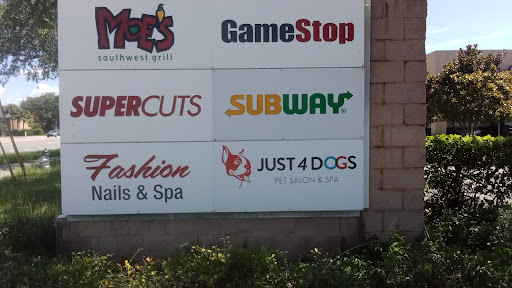 MOE'S
southwest grill
GameStop
SUPERCUTS
SUBWAY®
Fashion
Nails & Spa
JUST 4 DOGS
PET SALON & SPA